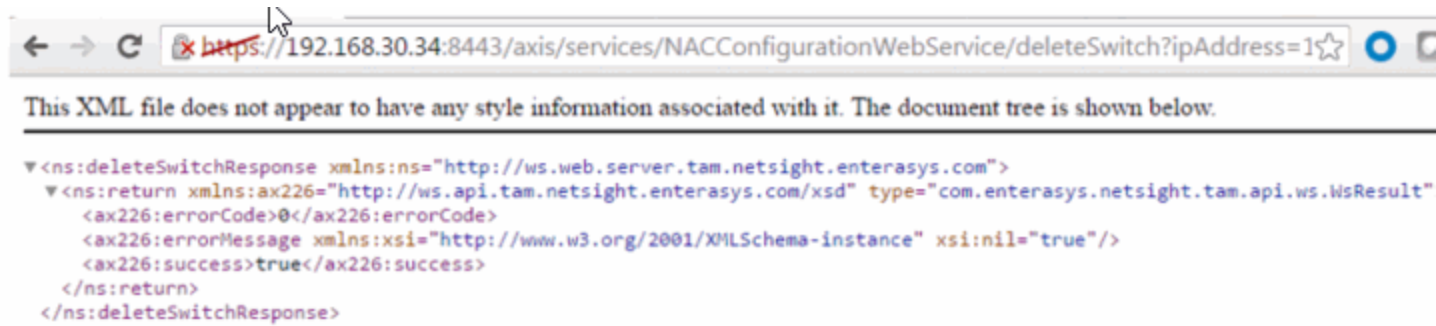 https://192.168.30.34:8443/axis/services/NACConfigurationWebService/deleteSwitch?ipAddress=1
This XML file does not appear to have any style information associated with it. The document tree is shown below.
▼<ns:deleteSwitchResponse xmlns:ns="http://ws.web.server.tam.netsight.enterasys.com">
▼<ns:return xmlns:ax226="http://ws.api.tam.netsight.enterasys.com/xsd" type="com.enterasys.netsight.tam.api.ws.WsResult"
<ax226:errorCode>0</ax226:errorCode>
<ax226:errorMessage xmlns:xsi="http://www.w3.org/2001/XMLSchema-instance" xsi:nil="true"/>
<ax226:success>true</ax226:success>
</ns:return>
</ns:deleteSwitchResponse>